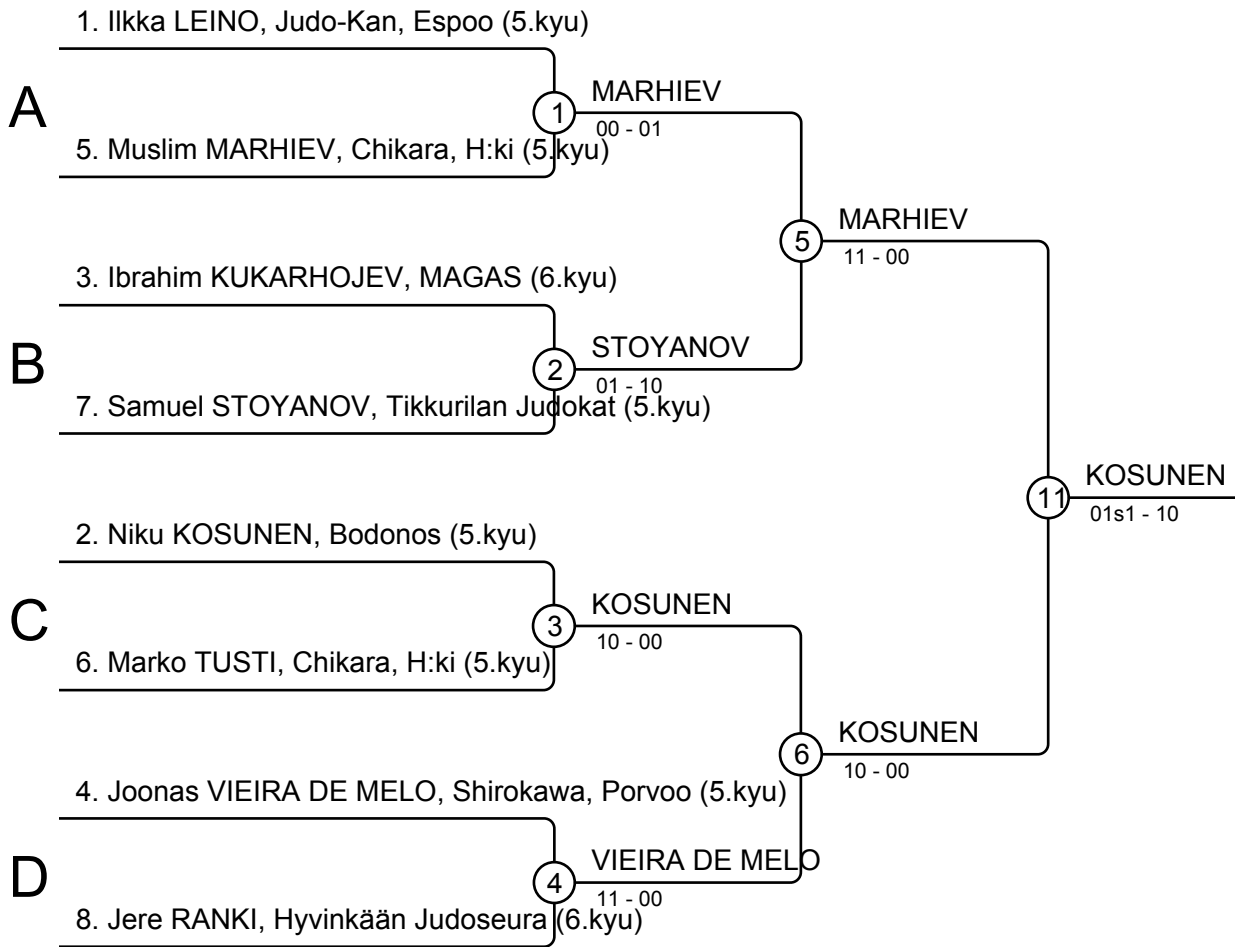 1. Ilkka LEINO, Judo-Kan, Espoo (5.kyu)
A
1
MARHIEV
00 - 01
5. Muslim MARHIEV, Chikara, H:ki (5.kyu)
5
MARHIEV
11 - 00
3. Ibrahim KUKARHOJEV, MAGAS (6.kyu)
B
2
STOYANOV
01 - 10
7. Samuel STOYANOV, Tikkurilan Judokat (5.kyu)
11
KOSUNEN
01s1 - 10
2. Niku KOSUNEN, Bodonos (5.kyu)
C
3
KOSUNEN
10 - 00
6. Marko TUSTI, Chikara, H:ki (5.kyu)
6
KOSUNEN
10 - 00
4. Joonas VIEIRA DE MELO, Shirokawa, Porvoo (5.kyu)
D
4
VIEIRA DE MELO
11 - 00
8. Jere RANKI, Hyvinkään Judoseura (6.kyu)